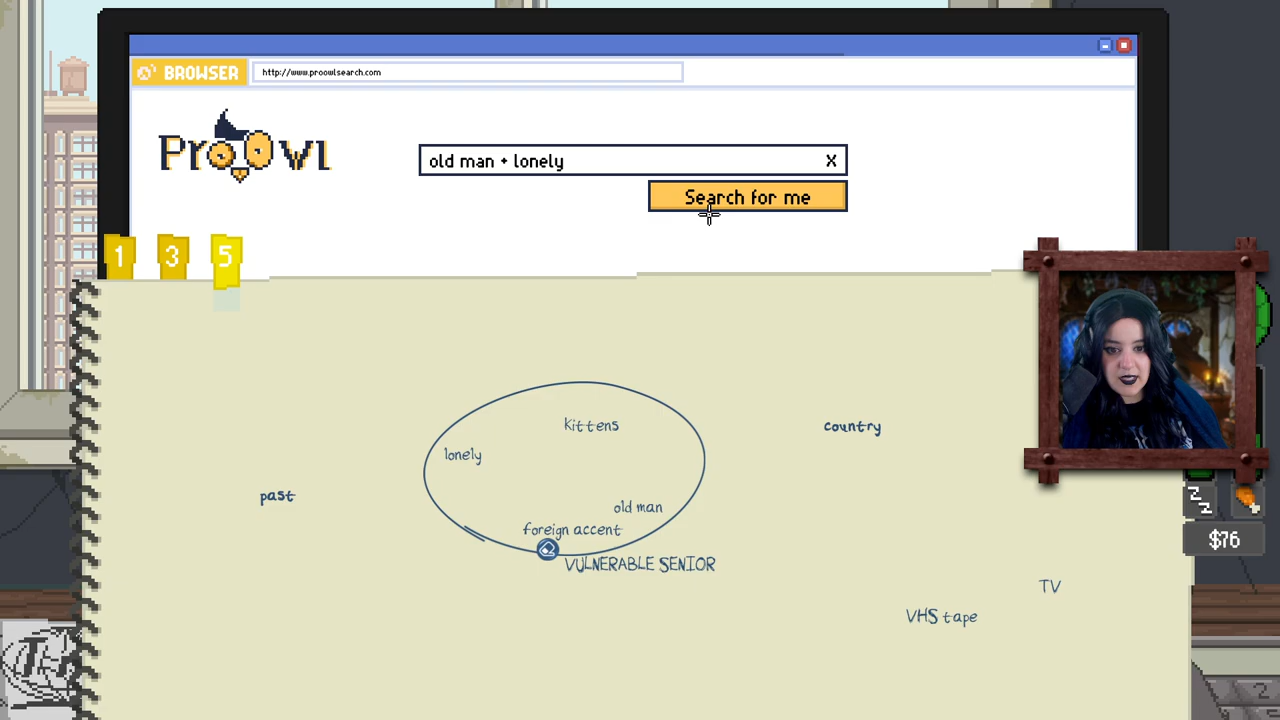 BROWSER
http://www.proowlsearch.com
PrOOwl
old man + lonely
X
Search for me
1
3
5
kittens
country
lonely
past
old man
foreign accent
VULNERABLE SENIOR
TV
VHS tape
$76
2